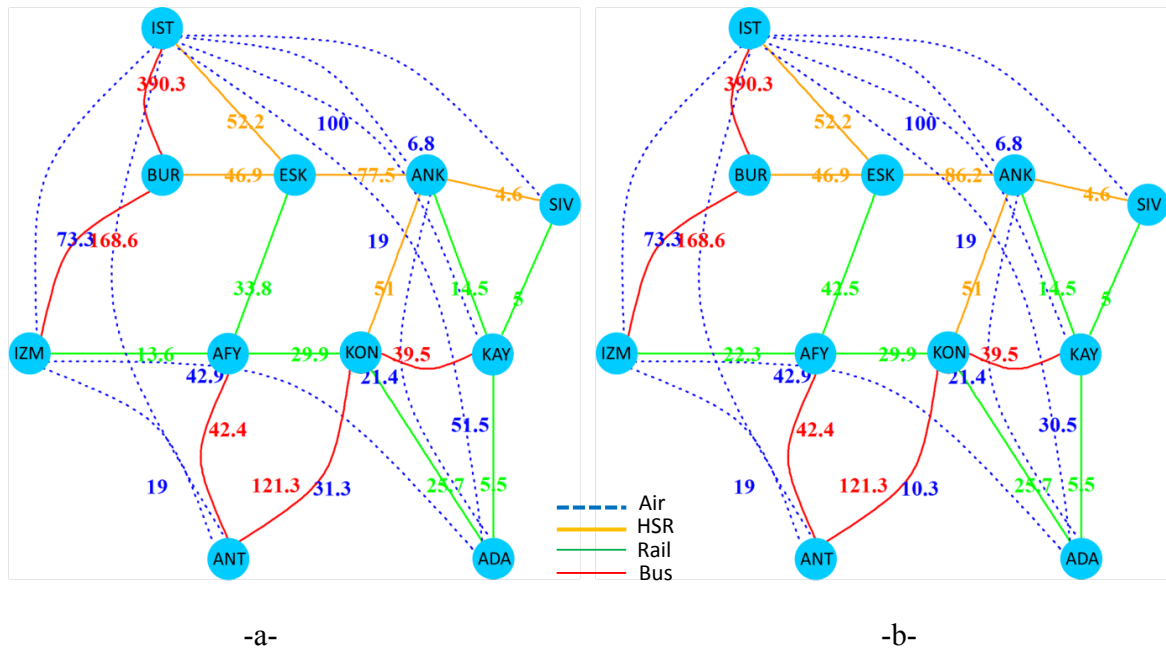 IST
390.3
52.2
100
6.8
BUR
46.9
ESK
77.5
ANK
4.6
SIV
73.3
168.6
19
33.8
51
14.5
5
IZM
13.6
AFY
29.9
KON
39.5
KAY
42.9
21.4
42.4
51.5
19
121.3
31.3
25.7
5.5
ANT
ADA
Air
HSR
Rail
Bus
IST
390.3
52.2
100
6.8
BUR
46.9
ESK
86.2
ANK
4.6
SIV
73.3
168.6
19
42.5
51
14.5
5
IZM
22.3
AFY
29.9
KON
39.5
KAY
42.9
21.4
42.4
30.5
19
121.3
10.3
25.7
5.5
ANT
ADA
-a-
-b-